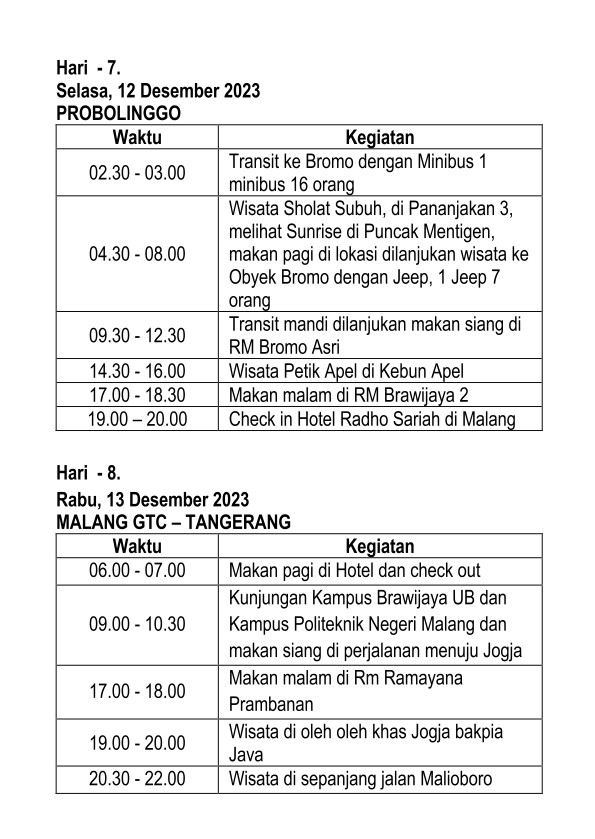 Hari  - 7.
Selasa, 12 Desember 2023
PROBOLINGGO
Waktu Kegiatan
02.30 - 03.00 Transit ke Bromo dengan Minibus 1
minibus 16 orang
04.30 - 08.00 Wisata Sholat Subuh, di Pananjakan 3,
melihat Sunrise di Puncak Mentigen,
makan pagi di lokasi dilanjukan wisata ke
Obyek Bromo dengan Jeep, 1 Jeep 7
orang
09.30 - 12.30 Transit mandi dilanjukan makan siang di
RM Bromo Asri
14.30 - 16.00 Wisata Petik Apel di Kebun Apel
17.00 - 18.30 Makan malam di RM Brawijaya 2
19.00 – 20.00 Check in Hotel Radho Sariah di Malang
Hari  - 8.
Rabu, 13 Desember 2023
MALANG GTC – TANGERANG
Waktu Kegiatan
06.00 - 07.00 Makan pagi di Hotel dan check out
09.00 - 10.30 Kunjungan Kampus Brawijaya UB dan
Kampus Politeknik Negeri Malang dan
makan siang di perjalanan menuju Jogja
17.00 - 18.00 Makan malam di Rm Ramayana
Prambanan
19.00 - 20.00 Wisata di oleh oleh khas Jogja bakpia
Java
20.30 - 22.00 Wisata di sepanjang jalan Malioboro